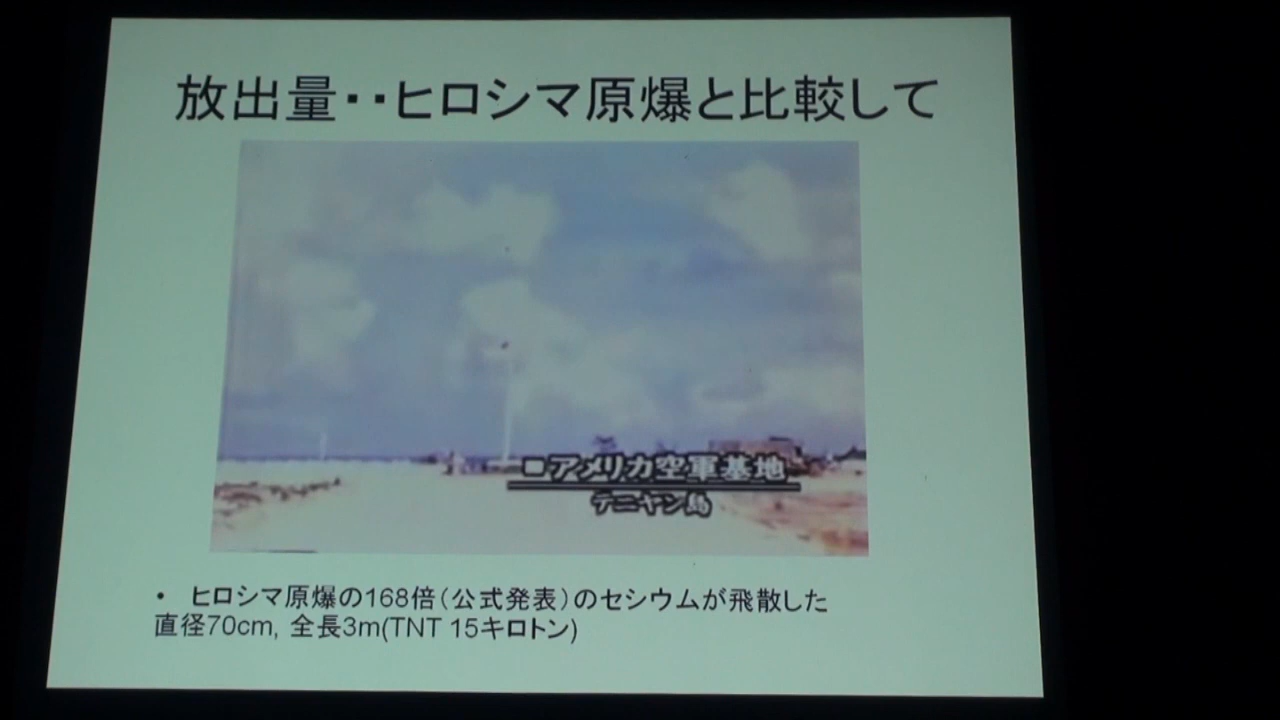 放出量・・ヒロシマ原爆と比較して
□アメリカ空軍基地
テニヤン島
・ ヒロシマ原爆の168倍(公式発表)のセシウムが飛散した
直径70cm, 全長3m(TNT 15キロトン)